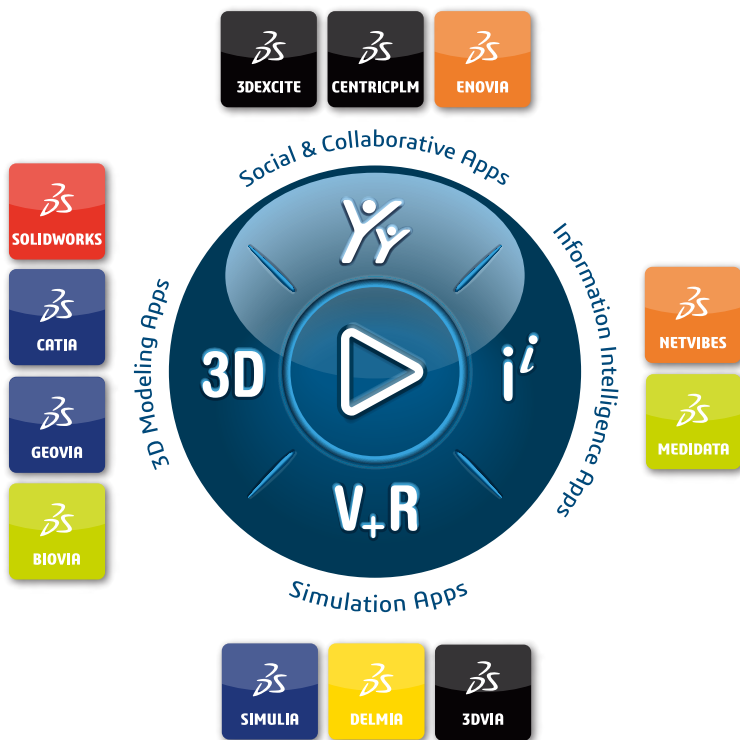 3DEXCITE
CENTRICPLM
ENOVIA
Social & Collaborative Apps
SOLIDWORKS
CATIA
GEOVIA
BIOVIA
3D Modeling Apps
3D
i i
V+R
Information Intelligence Apps
NETVIBES
MEDIDATA
Simulation Apps
SIMULIA
DELMIA
3DVIA